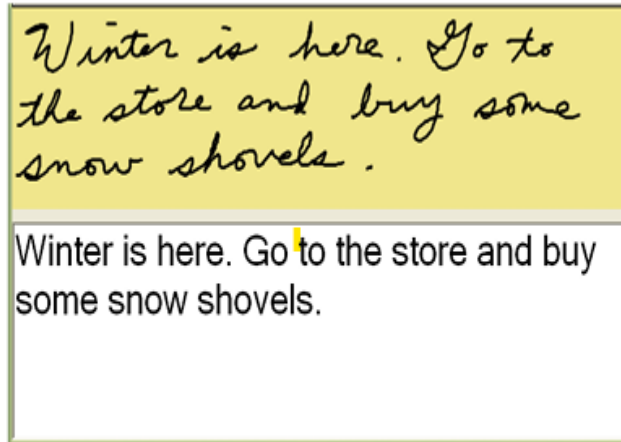 Winter is here. Go to
the store and buy some
snow shovels.
Winter is here. Go to the store and buy
some snow shovels.